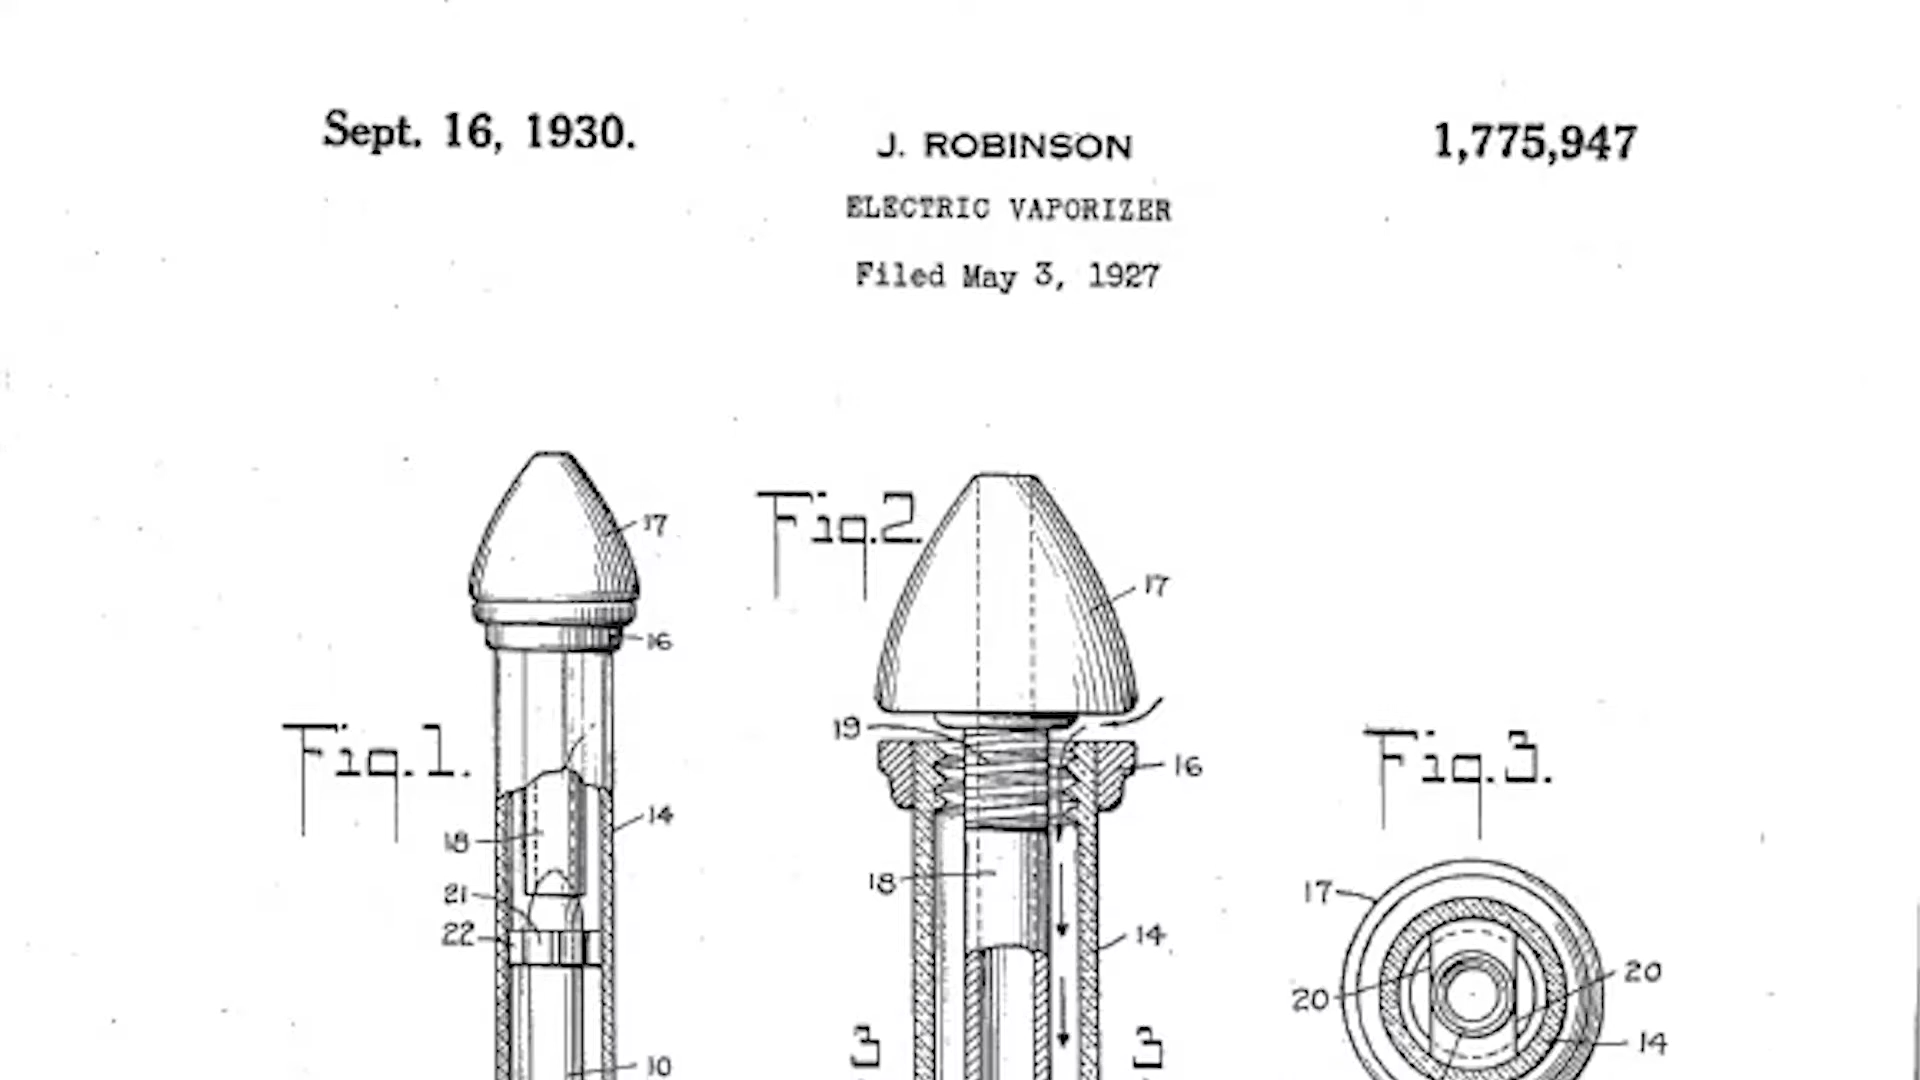 Sept. 16, 1930.
J. ROBINSON
1,775,947
ELECTRIC VAPORIZER
Filed May 3, 1927
Fig.1.
17
16
14
18
21
22
10
Fig.2.
17
19
16
18
14
3
3
Fig.3.
17
20
20
14